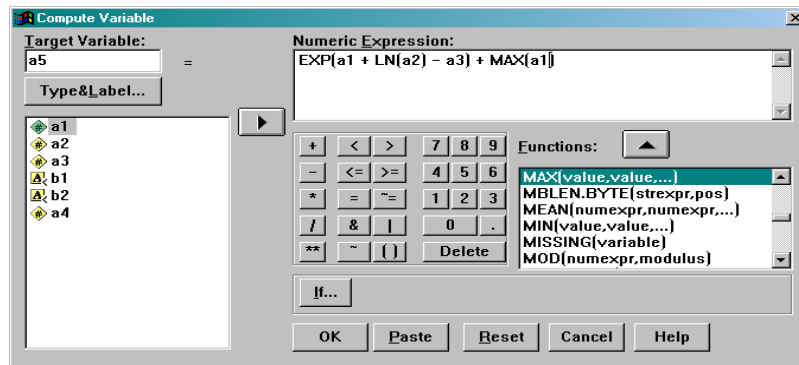 Compute Variable
Target Variable:
a5
=
Type&Label...
a1
a2
a3
b1
b2
a4
Numeric Expression:
EXP(a1 + LN(a2) - a3) + MAX(a1)
+ < > 7 8 9
- <= >= 4 5 6
* = ~= 1 2 3
/ & | 0 .
** ~ ( ) Delete
Functions:
MAX(value,value,...)
MBLEN.BYTE(strexpr,pos)
MEAN(numexpr,numexpr,...)
MIN(value,value,...)
MISSING(variable)
MOD(numexpr,modulus)
If...
OK Paste Reset Cancel Help